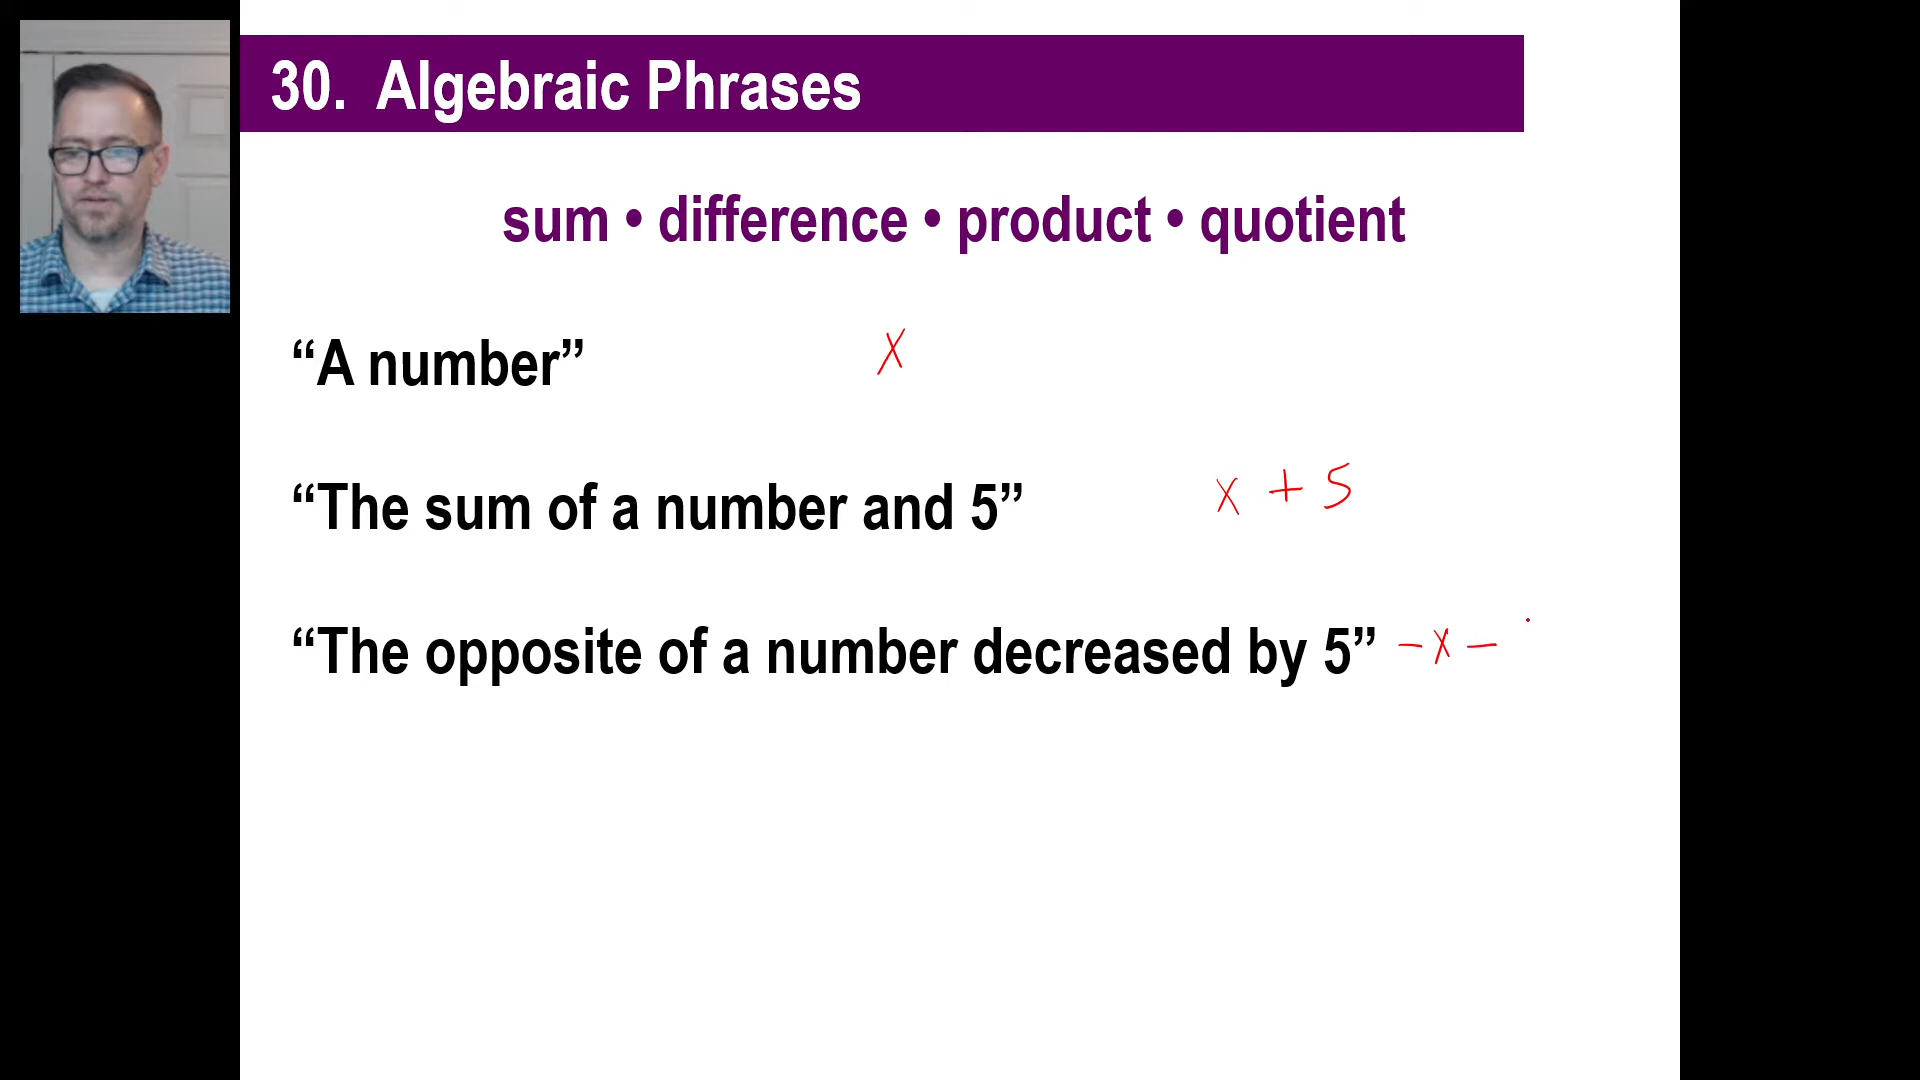 30. Algebraic Phrases
sum • difference • product • quotient
“A number” x
“The sum of a number and 5” x + 5
“The opposite of a number decreased by 5” -x -